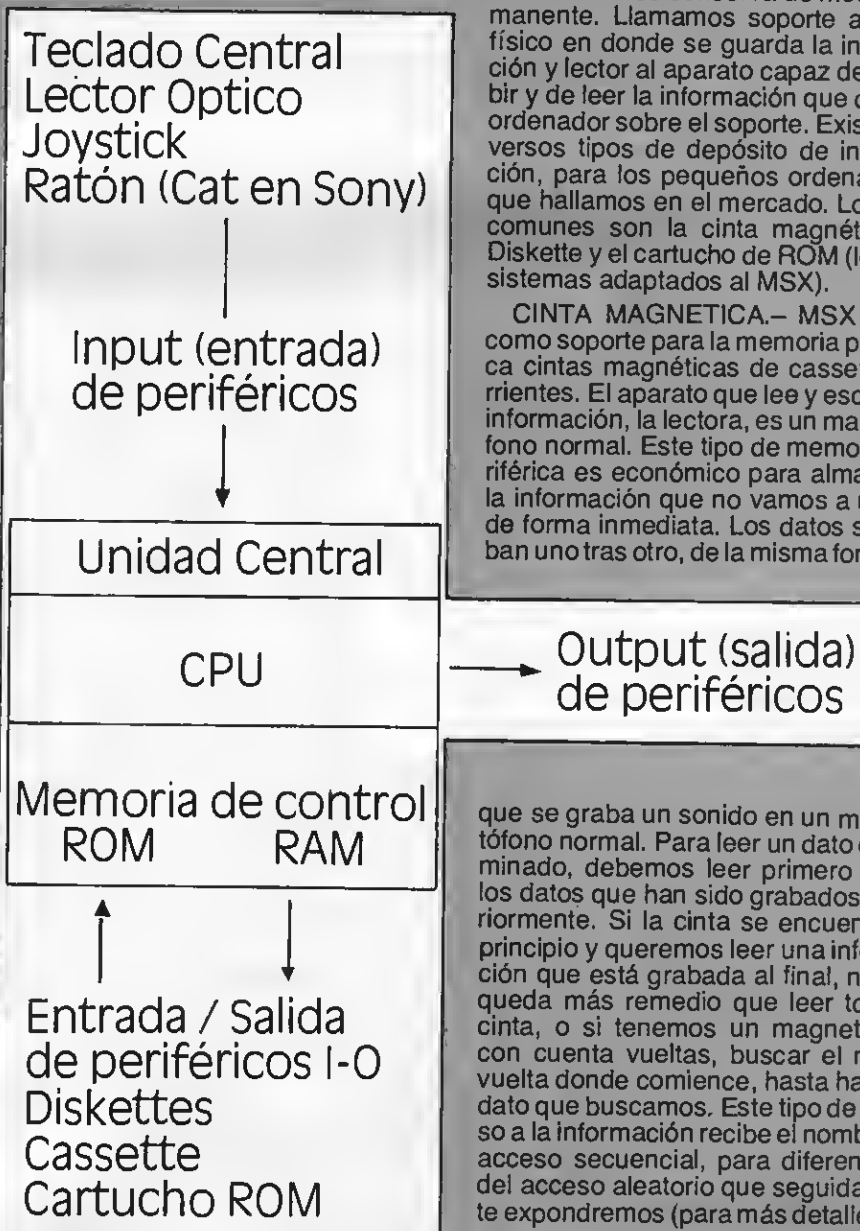 Teclado Central
Lector Optico
Joystick
Ratón (Cat en Sony)
Input (entrada)
de periféricos
Unidad Central
CPU
Memoria de control
ROM RAM
Entrada / Salida
de periféricos I-O
Diskettes
Cassette
Cartucho ROM
Output (salida)
de periféricos
manente. Llamamos soporte a
físico en donde se guarda la in
ción y lector al aparato capaz de
bir y de leer la información que
ordenador sobre el soporte. Exis
versos tipos de depósito de in
ción, para los pequeños ordena
que hallamos en el mercado. Lo
comunes son la cinta magnét
Diskette y el cartucho de ROM (l
sistemas adaptados al MSX).
CINTA MAGNETICA.– MSX
como soporte para la memoria p
ca cintas magnéticas de casse
rrientes. El aparato que lee y esc
información, la lectora, es un ma
fono normal. Este tipo de memo
riférica es económico para alma
la información que no vamos a
de forma inmediata. Los datos s
ban uno tras otro, de la misma for
que se graba un sonido en un m
tófono normal. Para leer un dato
minado, debemos leer primero
los datos que han sido grabados
riormente. Si la cinta se encuen
principio y queremos leer una inf
ción que está grabada al final, n
queda más remedio que leer to
cinta, o si tenemos un magnet
con cuenta vueltas, buscar el
vuelta donde comience, hasta ha
dato que buscamos. Este tipo de
so a la información recibe el nomb
acceso secuencial, para diferen
del acceso aleatorio que seguida
te expondremos (para más detalle